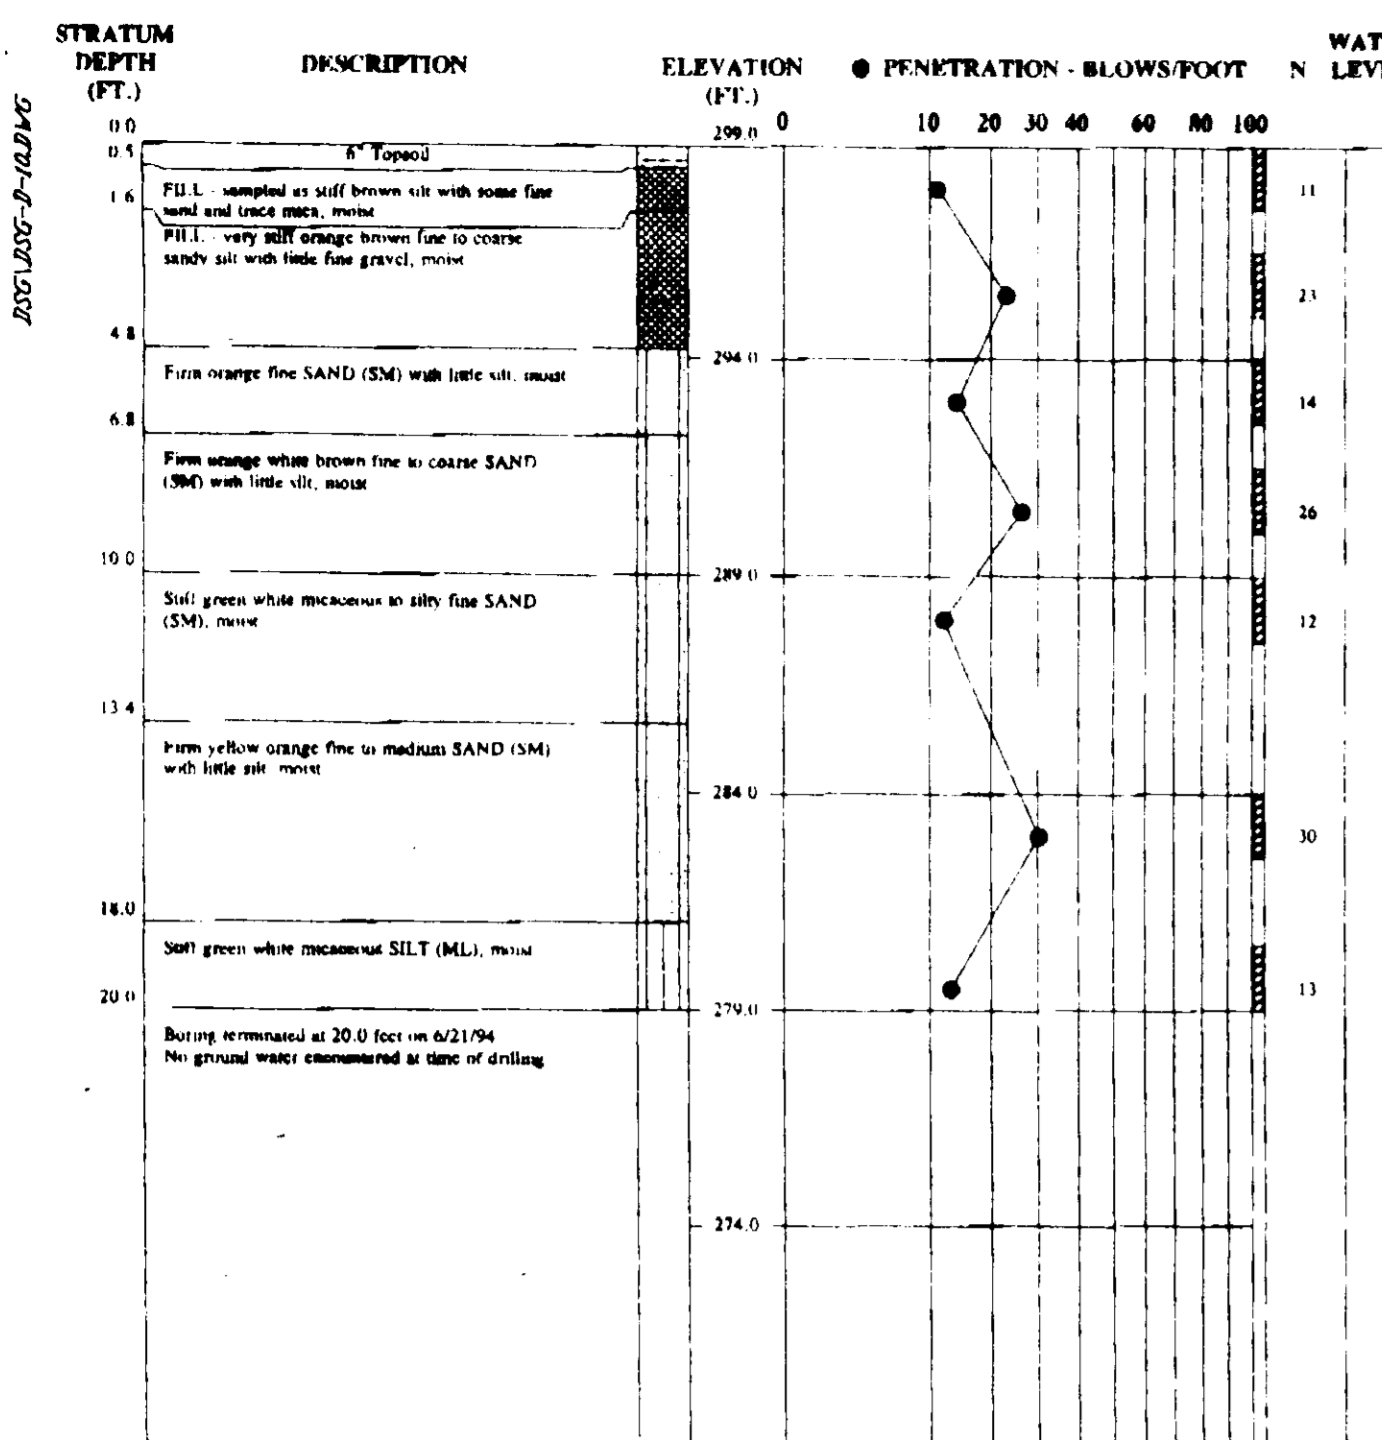 STRATUM
DEPTH
(FT.)
DESCRIPTION
ELEVATION
(FT.)
● PENETRATION - BLOWS/FOOT
N
WAT
LEVE
DSG\DSG-D-10.DWG
0.0
299.0
0 10 20 30 40 60 80 100
0.5
6" Topsoil
1.6
FILL - sampled as stiff brown silt with some fine
sand and trace mica, moist
11
FILL - very stiff orange brown fine to coarse
sandy silt with little fine gravel, moist
23
4.8
294.0
Firm orange fine SAND (SM) with little silt, moist
14
6.8
Firm orange white brown fine to coarse SAND
(SM) with little silt, moist
26
10.0
289.0
Stiff green white micaceous to silty fine SAND
(SM), moist
12
13.4
Firm yellow orange fine to medium SAND (SM)
with little silt, moist
284.0
30
18.0
Stiff green white micaceous SILT (ML), moist
13
20.0
279.0
Boring terminated at 20.0 feet on 6/21/94
No ground water encountered at time of drilling
274.0